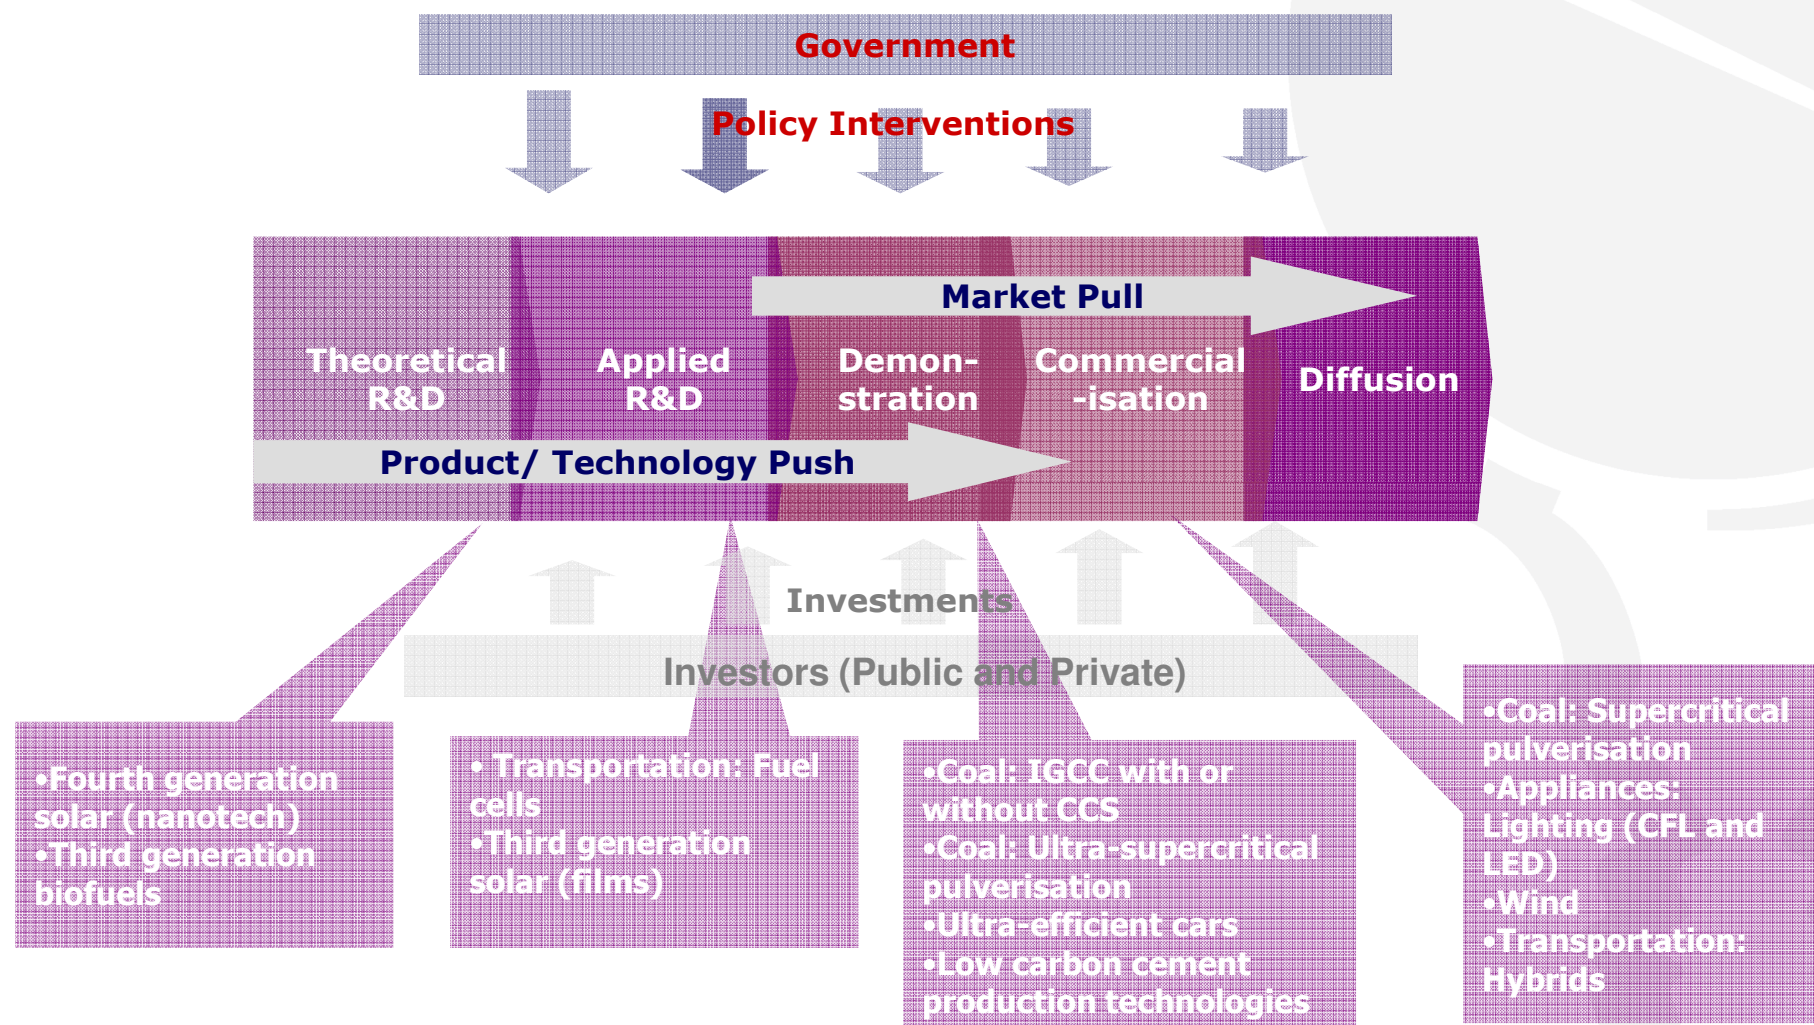 Government
Policy Interventions
Market Pull
Theoretical
R&D
Applied
R&D
Demon-
stration
Commercial
-isation
Diffusion
Product/ Technology Push
Investments
Investors (Public and Private)
•Fourth generation
solar (nanotech)
•Third generation
biofuels
• Transportation: Fuel
cells
•Third generation
solar (films)
•Coal: IGCC with or
without CCS
•Coal: Ultra-supercritical
pulverisation
•Ultra-efficient cars
•Low carbon cement
production technologies
•Coal: Supercritical
pulverisation
•Appliances:
Lighting (CFL and
LED)
•Wind
•Transportation:
Hybrids